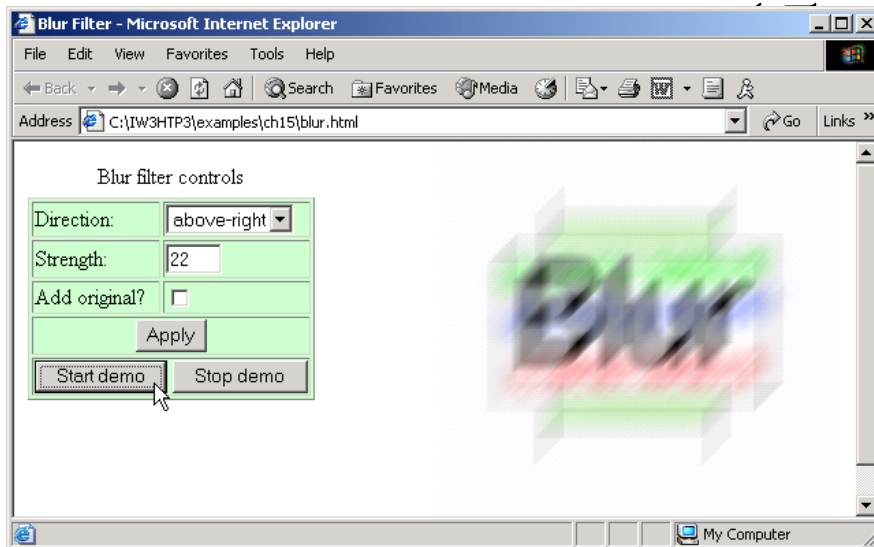 Blur Filter - Microsoft Internet Explorer
File Edit View Favorites Tools Help
Back Search Favorites Media
Address C:\IW3HTP3\examples\ch15\blur.html Go Links »
Blur filter controls
Direction: above-right
Strength: 22
Add original?
Apply
Start demo Stop demo
Blur
My Computer